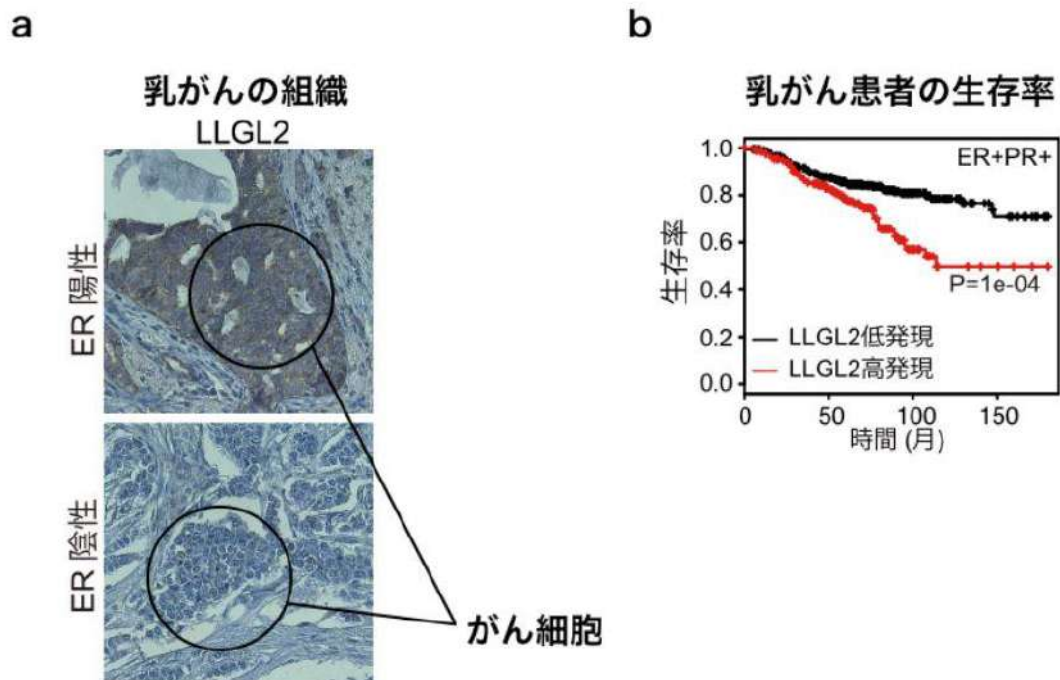 a
乳がんの組織
LLGL2
ER 陽性
ER 陰性
がん細胞
b
乳がん患者の生存率
ER+PR+
生存率
1.0
0.8
0.6
0.4
0.2
0.0
P=1e-04
LLGL2低発現
LLGL2高発現
0 50 100 150
時間 (月)